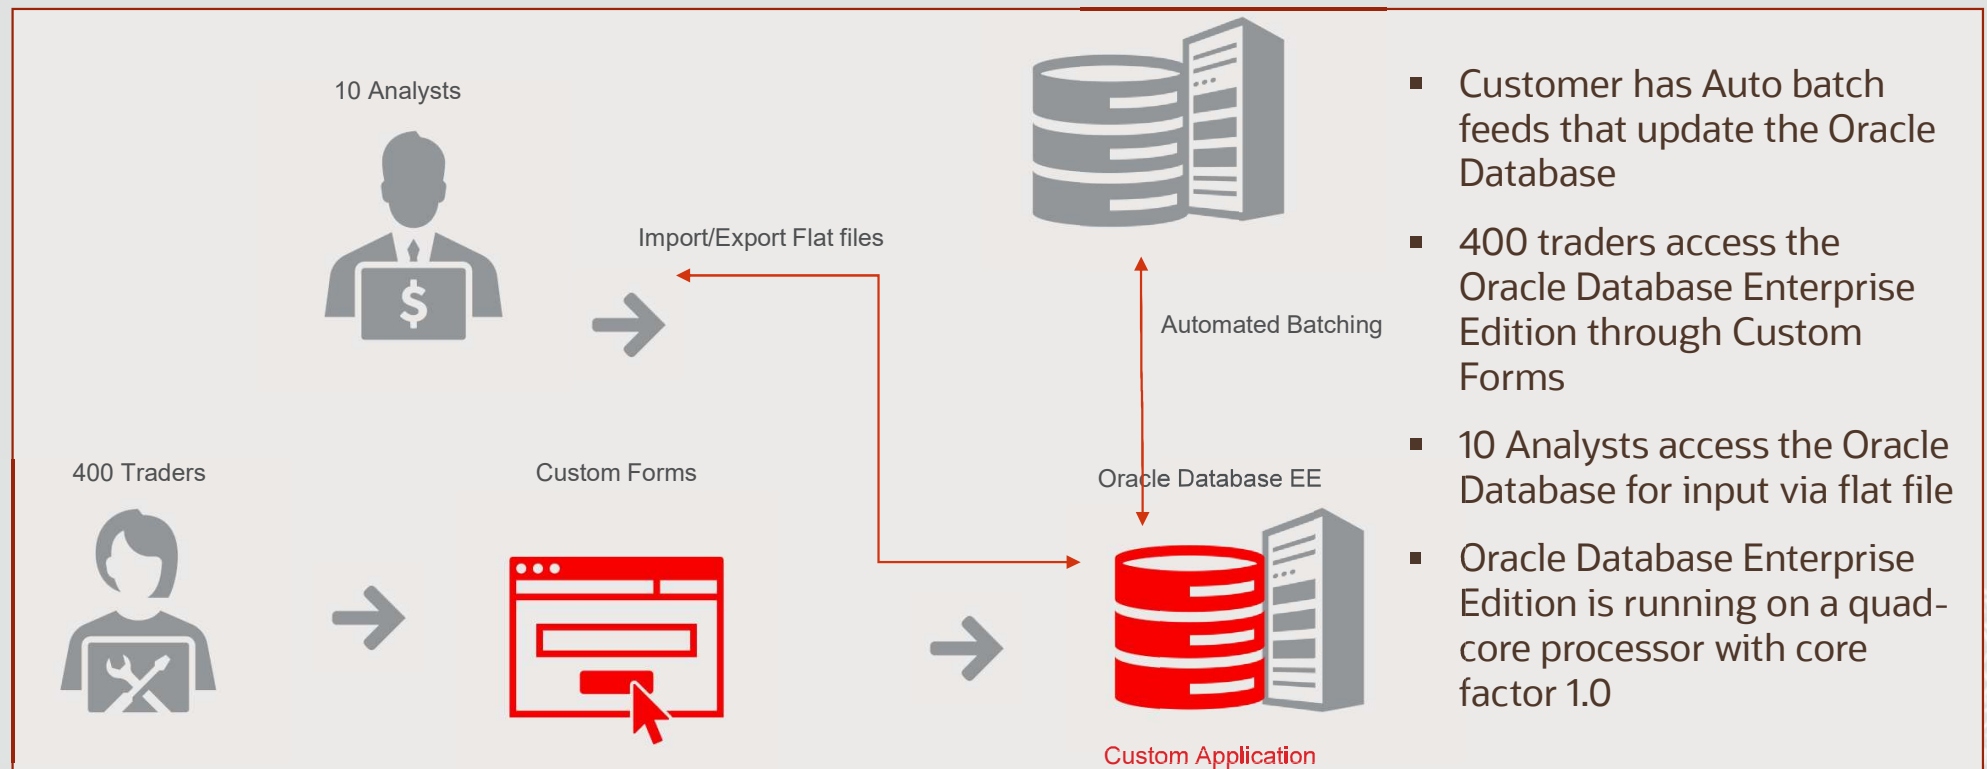 10 Analysts
Import/Export Flat files
Automated Batching
400 Traders
Custom Forms
Oracle Database EE
$
Custom Application
▪ Customer has Auto batch
feeds that update the Oracle
Database
▪ 400 traders access the
Oracle Database Enterprise
Edition through Custom
Forms
▪ 10 Analysts access the Oracle
Database for input via flat file
▪ Oracle Database Enterprise
Edition is running on a quad-
core processor with core
factor 1.0